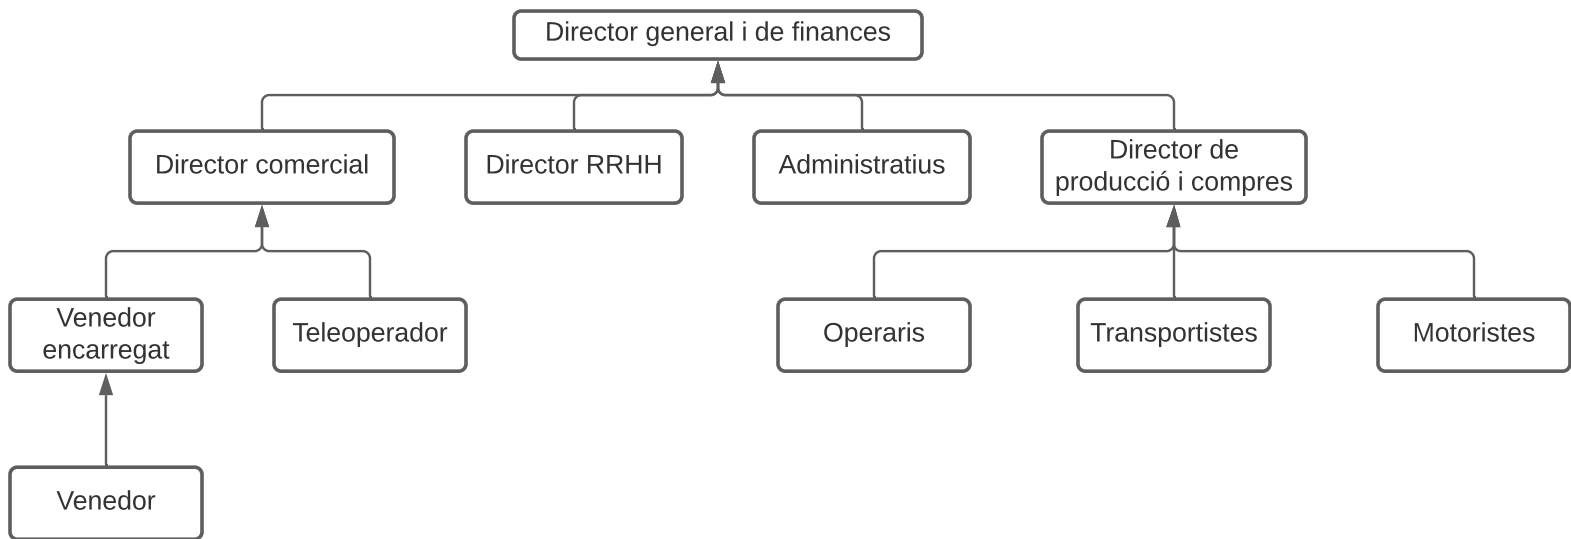 Director general i de finances
Director comercial
Director RRHH
Administratius
Director de
producció i compres
Venedor
encarregat
Teleoperador
Operaris
Transportistes
Motoristes
Venedor